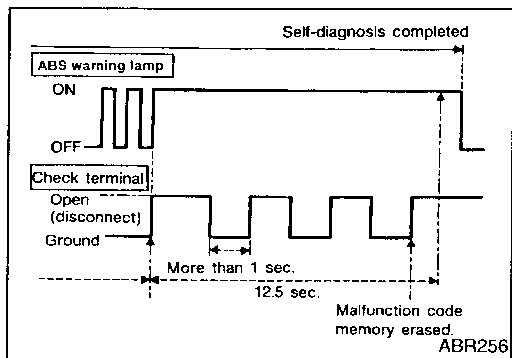 Self-diagnosis completed
ABS warning lamp
ON
OFF
Check terminal
Open
(disconnect)
Ground
More than 1 sec.
12.5 sec.
Malfunction code
memory erased.
ABR256